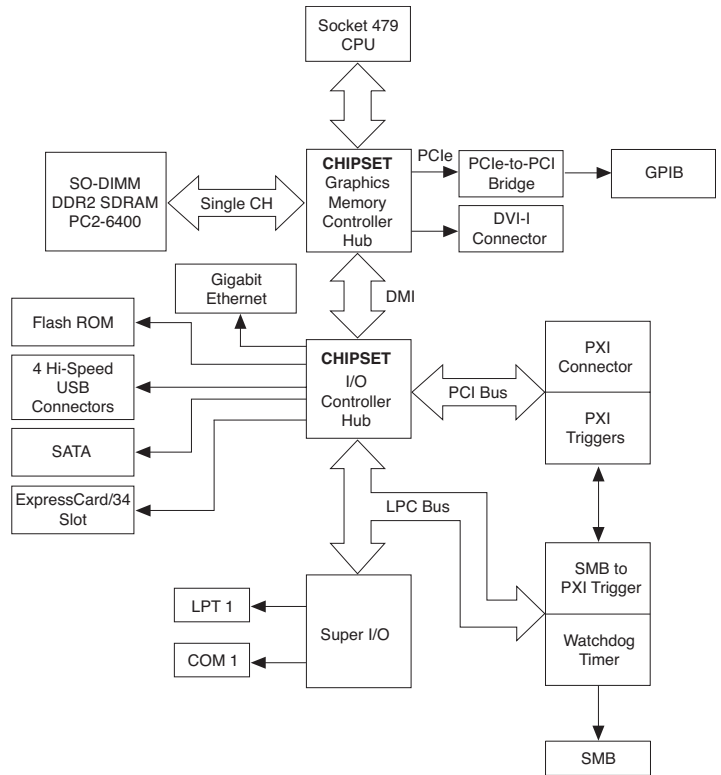 Socket 479
CPU
SO-DIMM
DDR2 SDRAM
PC2-6400
Single CH
CHIPSET
Graphics
Memory
Controller
Hub
PCIe
PCIe-to-PCI
Bridge
GPIB
DVI-I
Connector
Gigabit
Ethernet
DMI
Flash ROM
4 Hi-Speed
USB
Connectors
SATA
ExpressCard/34
Slot
CHIPSET
I/O
Controller
Hub
PCI Bus
PXI
Connector
PXI
Triggers
LPC Bus
LPT 1
COM 1
Super I/O
SMB to
PXI Trigger
Watchdog
Timer
SMB